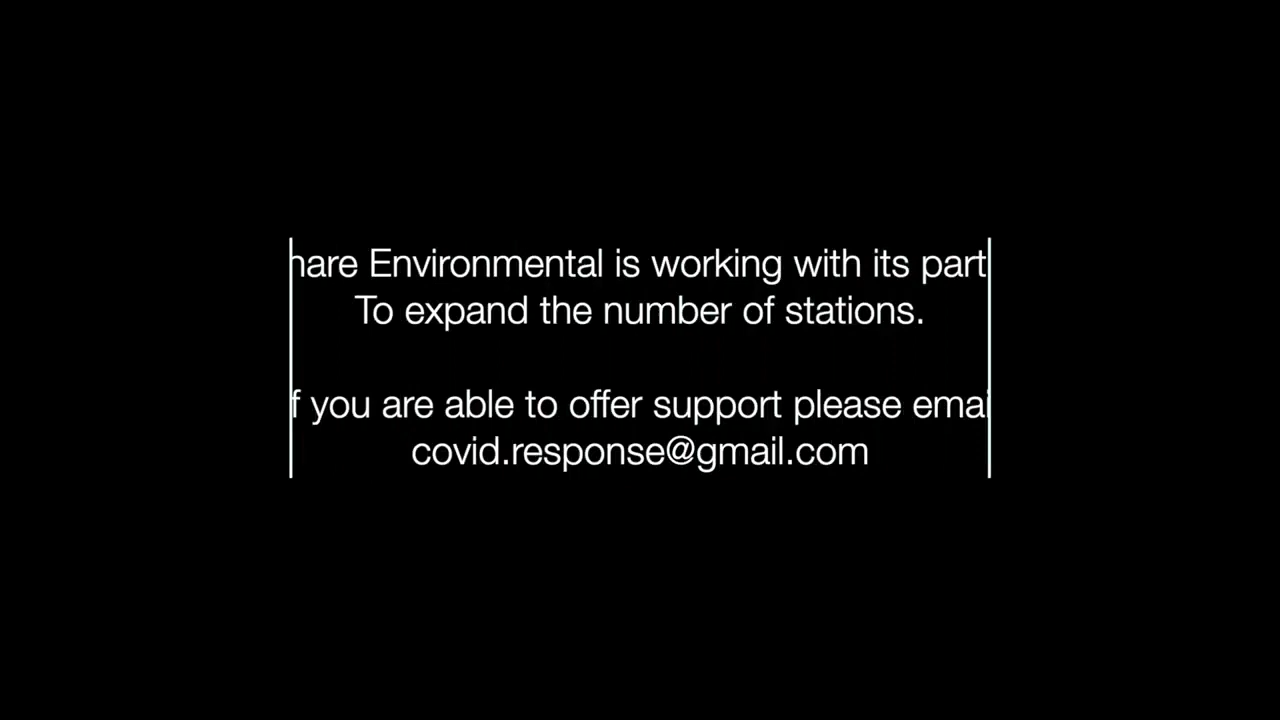 hare Environmental is working with its part
To expand the number of stations.
f you are able to offer support please emai
covid.response@gmail.com